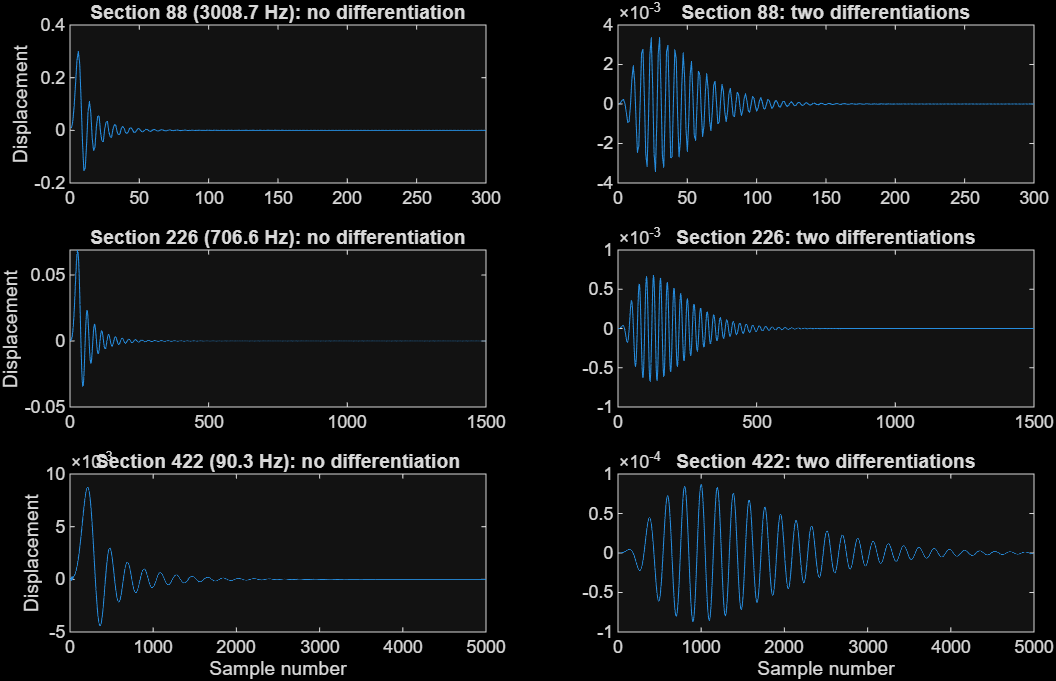 Section 88 (3008.7 Hz): no differentiation
0.4
0.2
0
-0.2
Displacement
0 50 100 150 200 250 300
×10-3 Section 88: two differentiations
4
2
0
-2
-4
0 50 100 150 200 250 300
Section 226 (706.6 Hz): no differentiation
0.05
0
-0.05
Displacement
0 500 1000 1500
×10-3 Section 226: two differentiations
1
0.5
0
-0.5
-1
0 500 1000 1500
×10-3 Section 422 (90.3 Hz): no differentiation
10
5
0
-5
Displacement
0 1000 2000 3000 4000 5000
Sample number
×10-4 Section 422: two differentiations
1
0.5
0
-0.5
-1
0 1000 2000 3000 4000 5000
Sample number